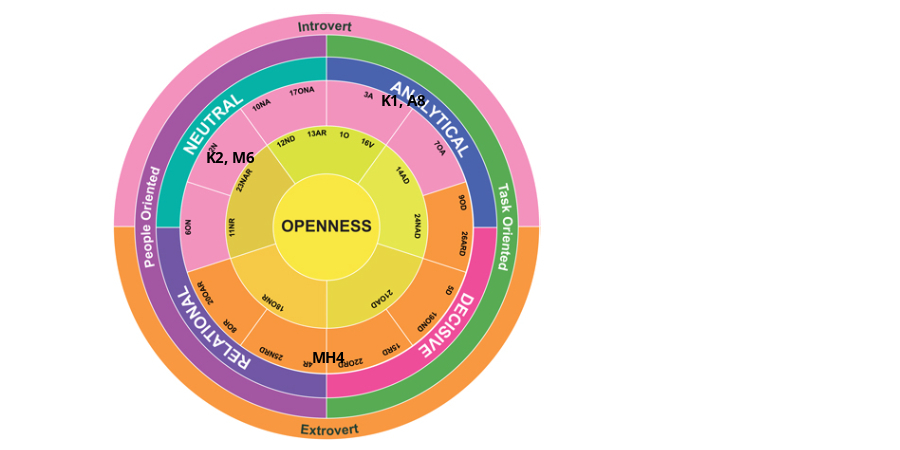 Introvert
NEUTRAL
ANALYTICAL
K1, A8
K2, M6
10NA
17ONA
3A
7OA
2N
12ND
13AR
1O
16V
14AD
23NAR
11NR
24NAD
6ON
9OD
26ARD
OPENNESS
People Oriented
Task Oriented
20OAR
8OR
18ONR
21OAD
5D
19OND
25NRD
4R
MH4
22ORD
15RD
RELATIONAL
DECISIVE
Extrovert